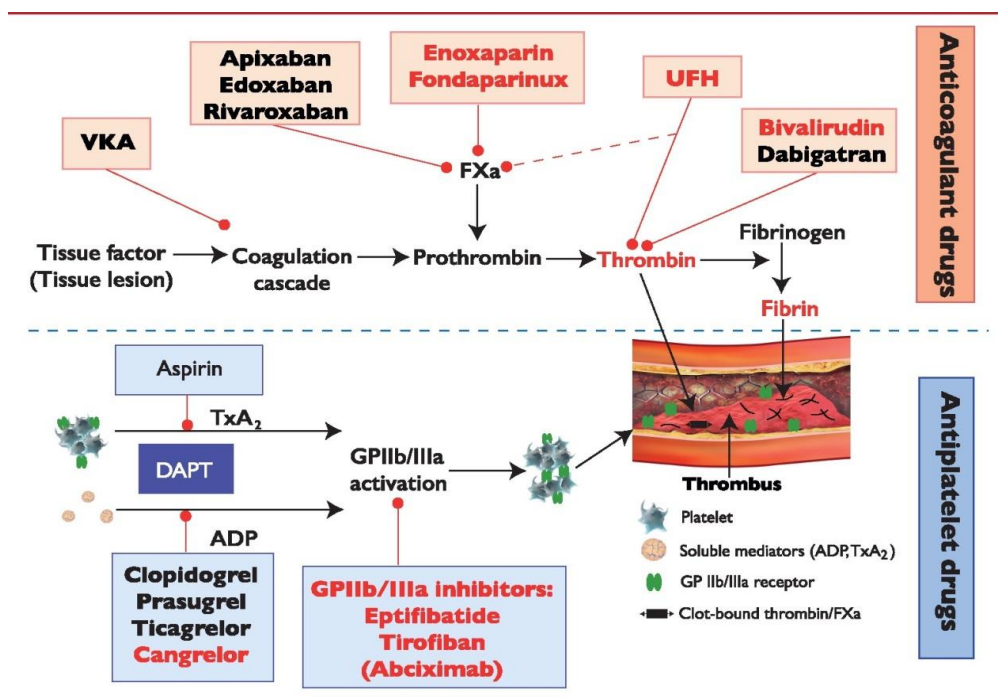 Apixaban
Edoxaban
Rivaroxaban
Enoxaparin
Fondaparinux
UFH
VKA
Bivalirudin
Dabigatran
FXa
Tissue factor
(Tissue lesion)
Coagulation
cascade
Prothrombin
Thrombin
Fibrinogen
Fibrin
Anticoagulant drugs
Aspirin
TxA₂
DAPT
ADP
GPIIb/IIIa
activation
Clopidogrel
Prasugrel
Ticagrelor
Cangrelor
GPIIb/IIIa inhibitors:
Eptifibatide
Tirofiban
(Abciximab)
Thrombus
Platelet
Soluble mediators (ADP,TxA₂)
GP IIb/IIIa receptor
Clot-bound thrombin/FXa
Antiplatelet drugs